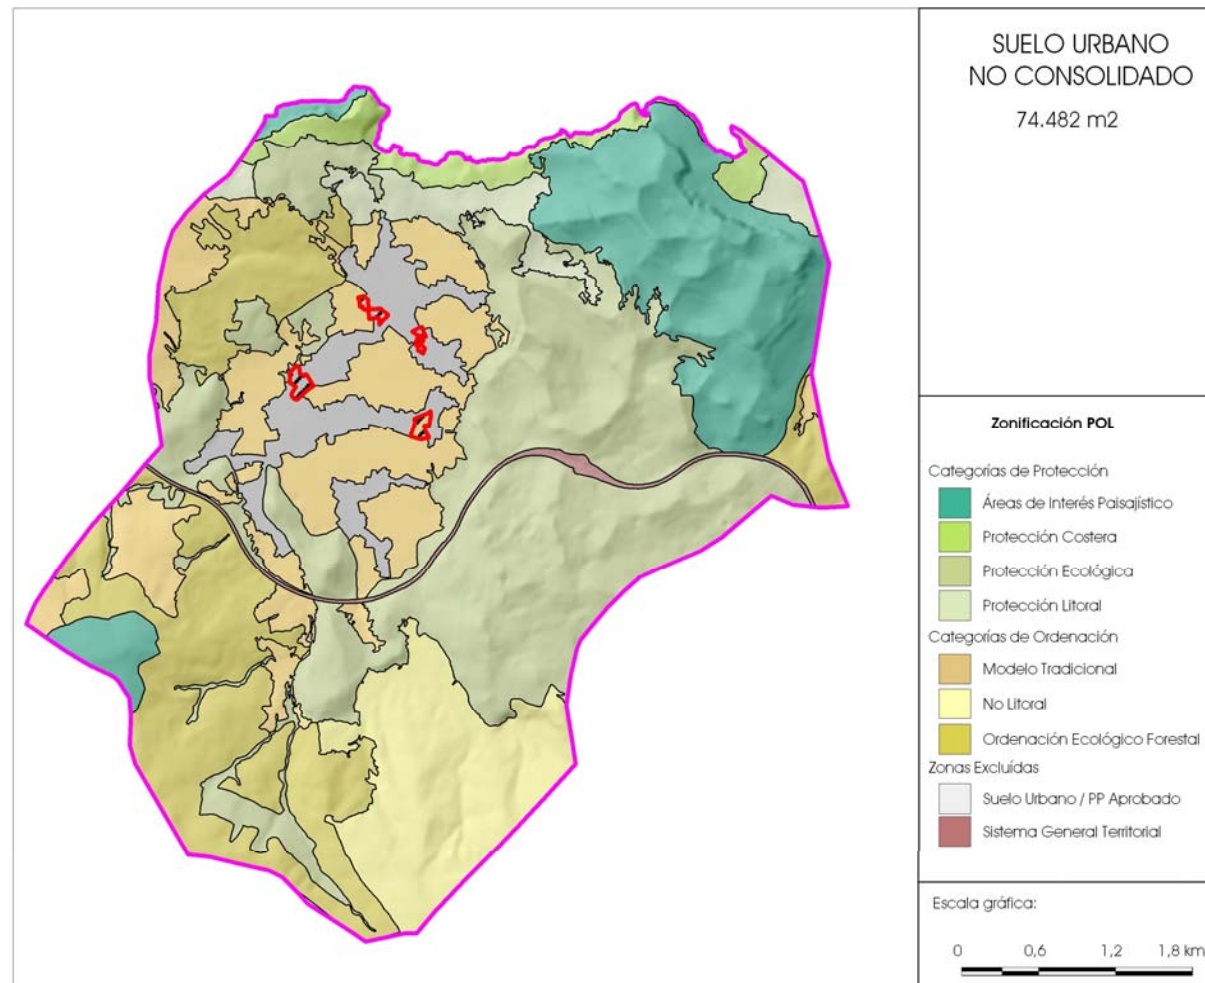 SUELO URBANO
NO CONSOLIDADO
74.482 m2
Zonificación POL
Categorías de Protección
Áreas de Interés Paisajístico
Protección Costera
Protección Ecológica
Protección Litoral
Categorías de Ordenación
Modelo Tradicional
No Litoral
Ordenación Ecológico Forestal
Zonas Excluídas
Suelo Urbano / PP Aprobado
Sistema General Territorial
Escala gráfica:
0 0,6 1,2 1,8 km